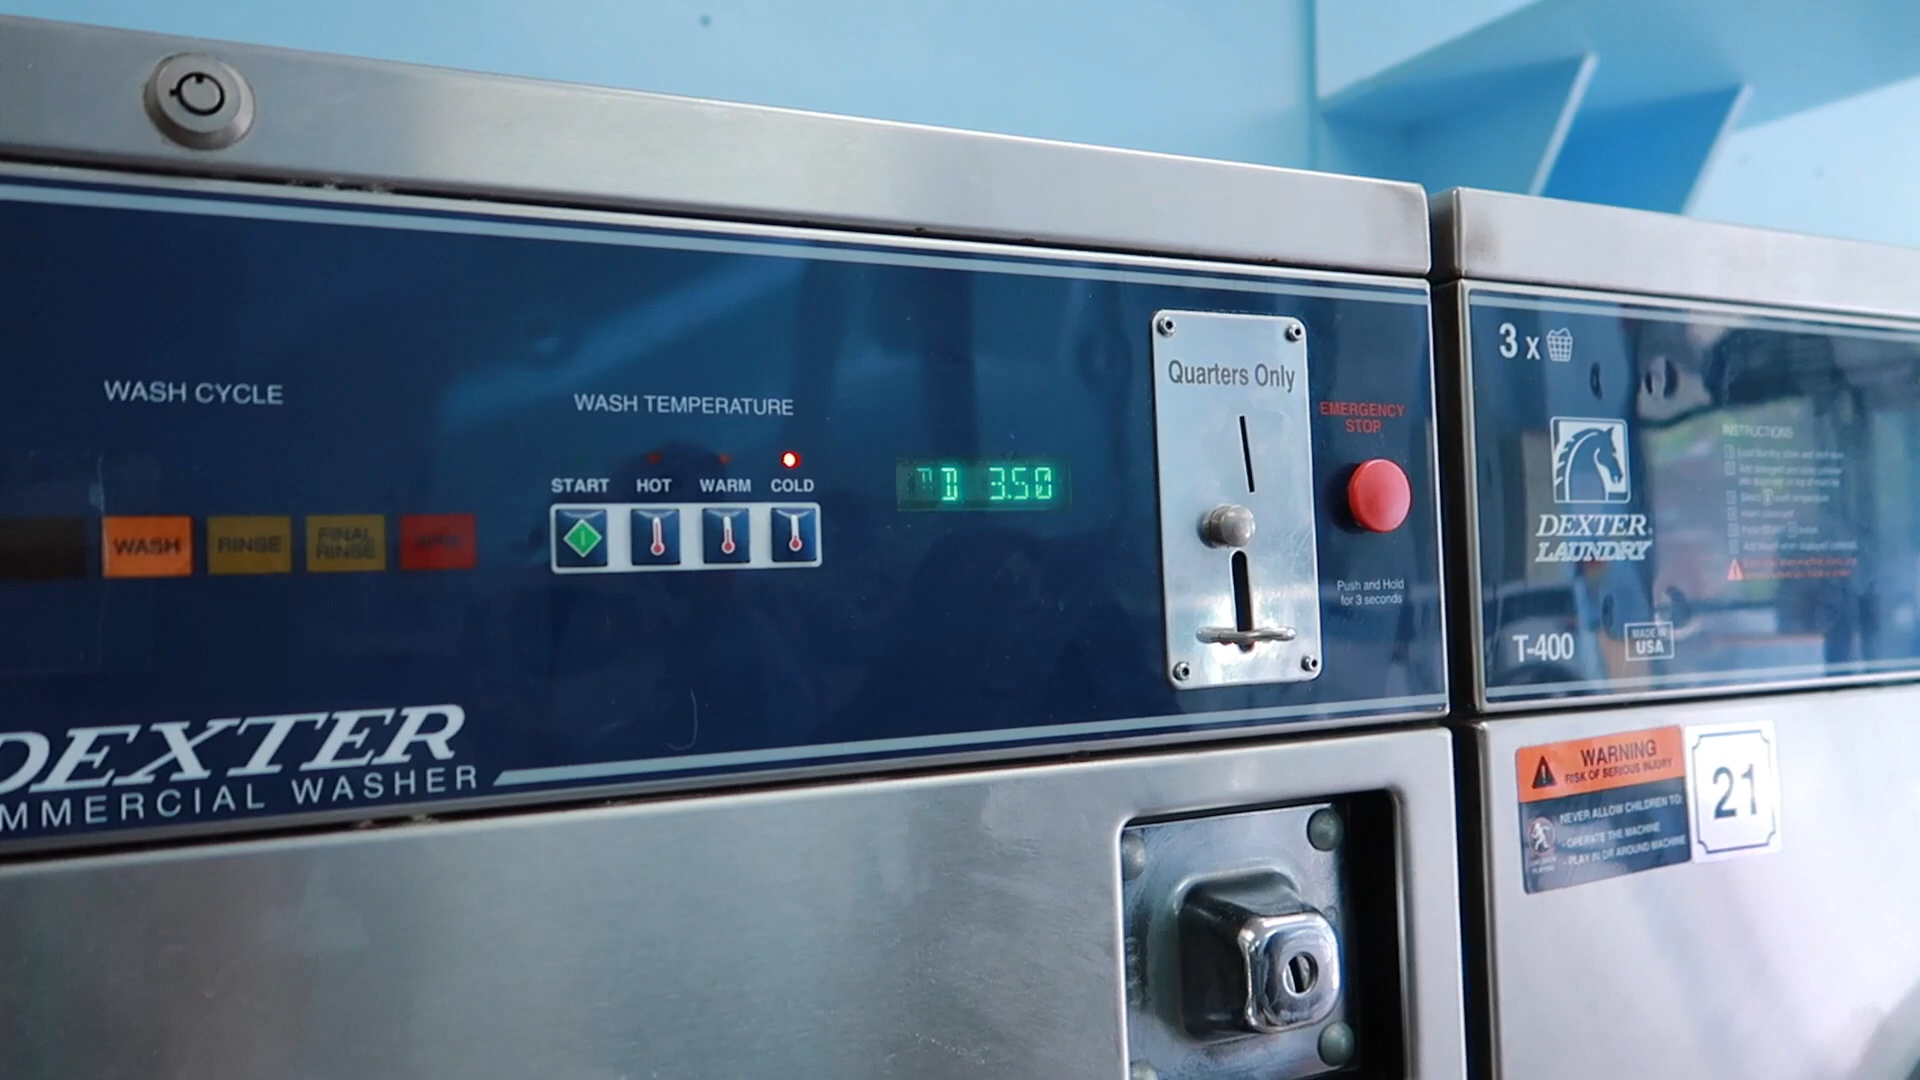 WASH CYCLE
WASH
RINSE
FINAL
RINSE
SPIN
WASH TEMPERATURE
START HOT WARM COLD
D 3.50
Quarters Only
EMERGENCY
STOP
Push and Hold
for 3 seconds
DEXTER
MMERCIAL WASHER
3 x
DEXTER
LAUNDRY
INSTRUCTIONS
T-400
MADE IN
USA
WARNING
RISK OF SERIOUS INJURY
NEVER ALLOW CHILDREN TO:
- OPERATE THE MACHINE
- PLAY IN OR AROUND MACHINE
21